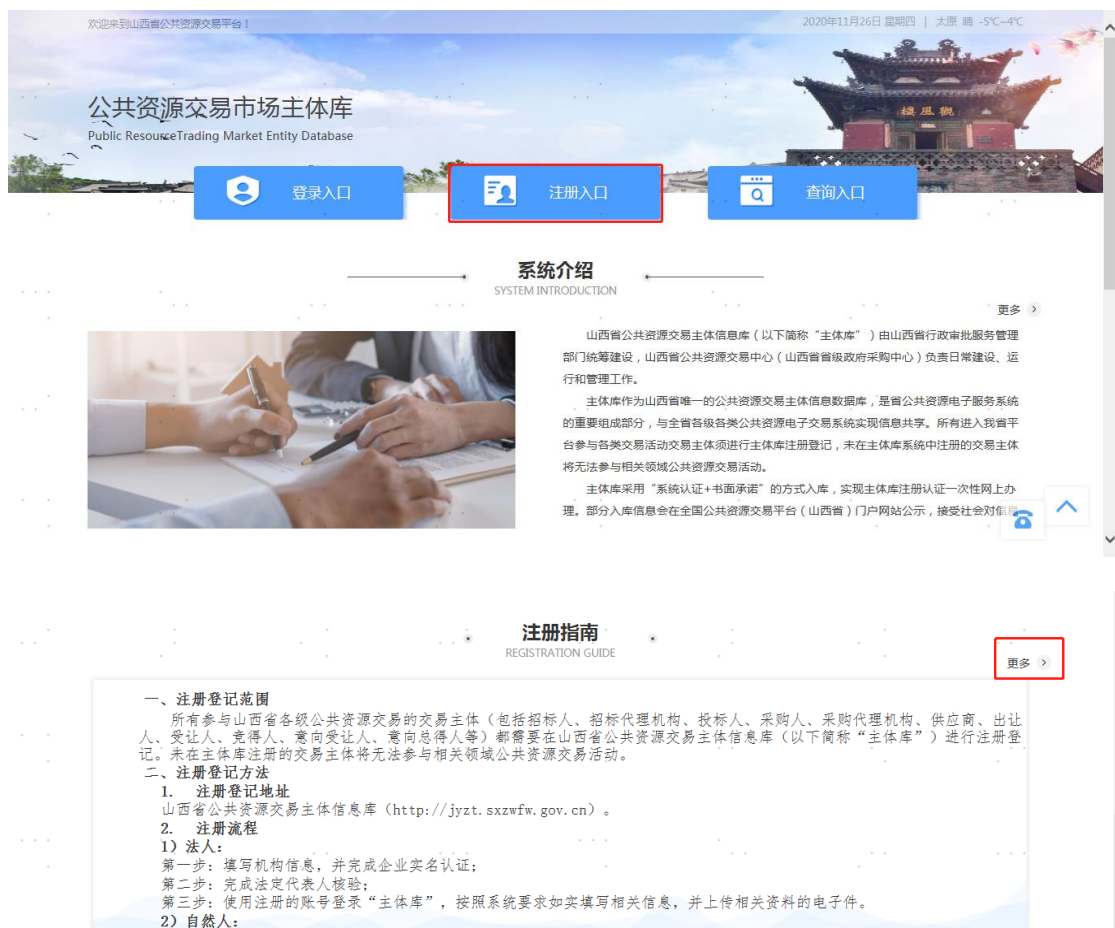 欢迎来到山西省公共资源交易平台！
2020年11月26日 星期四 | 太原 晴 -5℃~4℃
觀風樓
公共资源交易市场主体库
Public ResourceTrading Market Entity Database
登录入口
注册入口
查询入口
系统介绍
SYSTEM INTRODUCTION
更多
山西省公共资源交易主体信息库（以下简称“主体库”）由山西省行政审批服务管理
部门统筹建设，山西省公共资源交易中心（山西省省级政府采购中心）负责日常建设、运
行和管理工作。
主体库作为山西省唯一的公共资源交易主体信息数据库，是省公共资源电子服务系统
的重要组成部分，与全省各级各类公共资源电子交易系统实现信息共享。所有进入我省平
台参与各类交易活动交易主体须进行主体库注册登记，未在主体库系统中注册的交易主体
将无法参与相关领域公共资源交易活动。
主体库采用“系统认证+书面承诺”的方式入库，实现主体库注册认证一次性网上办
理。部分入库信息会在全国公共资源交易平台（山西省）门户网站公示，接受社会对信息
注册指南
REGISTRATION GUIDE
更多
一、注册登记范围
所有参与山西省各级公共资源交易的交易主体（包括招标人、招标代理机构、投标人、采购人、采购代理机构、供应商、出让
人、受让人、竞得人、意向受让人、意向总得人等）都需要在山西省公共资源交易主体信息库（以下简称“主体库”）进行注册登
记。未在主体库注册的交易主体将无法参与相关领域公共资源交易活动。
二、注册登记方法
1. 注册登记地址
山西省公共资源交易主体信息库（http://jyzt.sxzwfw.gov.cn）。
2. 注册流程
1）法人：
第一步：填写机构信息，并完成企业实名认证；
第二步：完成法定代表人核验；
第三步：使用注册的账号登录“主体库”，按照系统要求如实填写相关信息，并上传相关资料的电子件。
2）自然人：